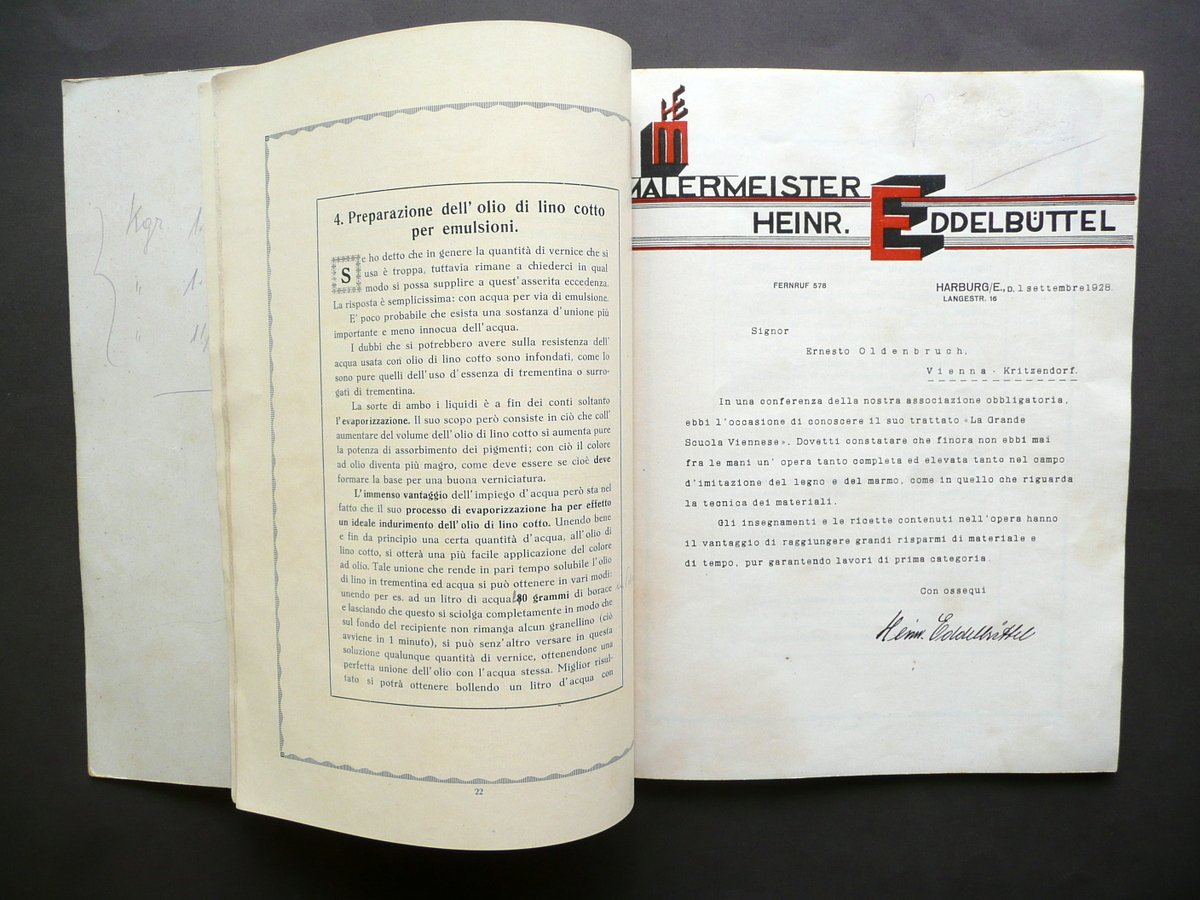 Kgr 1.
" 1.
"
4. Preparazione dell' olio di lino cotto
per emulsioni.
Se ho detto che in genere la quantità di vernice che si
usa è troppa, tuttavia rimane a chiederci in qual
modo si possa supplire a quest'asserita eccedenza.
La risposta è semplicissima: con acqua per via di emulsione.
E' poco probabile che esista una sostanza d'unione più
importante e meno innocua dell'acqua.
I dubbi che si potrebbero avere sulla resistenza dell'
acqua usata con olio di lino cotto sono infondati, come lo
sono pure quelli dell'uso d'essenza di trementina o surro-
gati di trementina.
La sorte di ambo i liquidi è a fin dei conti soltanto
l'evaporizzazione. Il suo scopo però consiste in ciò che coll'
aumentare del volume dell'olio di lino cotto si aumenta pure
la potenza di assorbimento dei pigmenti; con ciò il colore
ad olio diventa più magro, come deve essere se cioè deve
formare la base per una buona verniciatura.
L'immenso vantaggio dell'impiego d'acqua però sta nel
fatto che il suo processo di evaporizzazione ha per effetto
un ideale indurimento dell'olio di lino cotto. Unendo bene
e fin da principio una certa quantità d'acqua, all'olio di
lino cotto, si otterrà una più facile applicazione del colore
ad olio. Tale unione che rende in pari tempo solubile l'olio
di lino in trementina ed acqua si può ottenere in vari modi:
unendo per es. ad un litro di acqua 80 grammi di borace
e lasciando che questo si sciolga completamente in modo che
sul fondo del recipiente non rimanga alcun granellino (ciò
avviene in 1 minuto), si può senz'altro versare in questa
soluzione qualunque quantità di vernice, ottenendone una
perfetta unione dell'olio con l'acqua stessa. Miglior risul-
tato si potrà ottenere bollendo un litro d'acqua con
22
HE
m
MALERMEISTER
HEINR. EDDELBÜTTEL
FERNRUF 578
HARBURG/E., D. 1 settembre 1928.
LANGESTR. 16
Signor
Ernesto Oldenbruch,
Vienna - Kritzendorf.
In una conferenza della nostra associazione obbligatoria,
ebbi l'occasione di conoscere il suo trattato «La Grande
Scuola Viennese». Dovetti constatare che finora non ebbi mai
fra le mani un' opera tanto completa ed elevata tanto nel campo
d'imitazione del legno e del marmo, come in quello che riguarda
la tecnica dei materiali.
Gli insegnamenti e le ricette contenuti nell'opera hanno
il vantaggio di raggiungere grandi risparmi di materiale e
di tempo, pur garantendo lavori di prima categoria.
Con ossequi
Heinr. Eddelbüttel